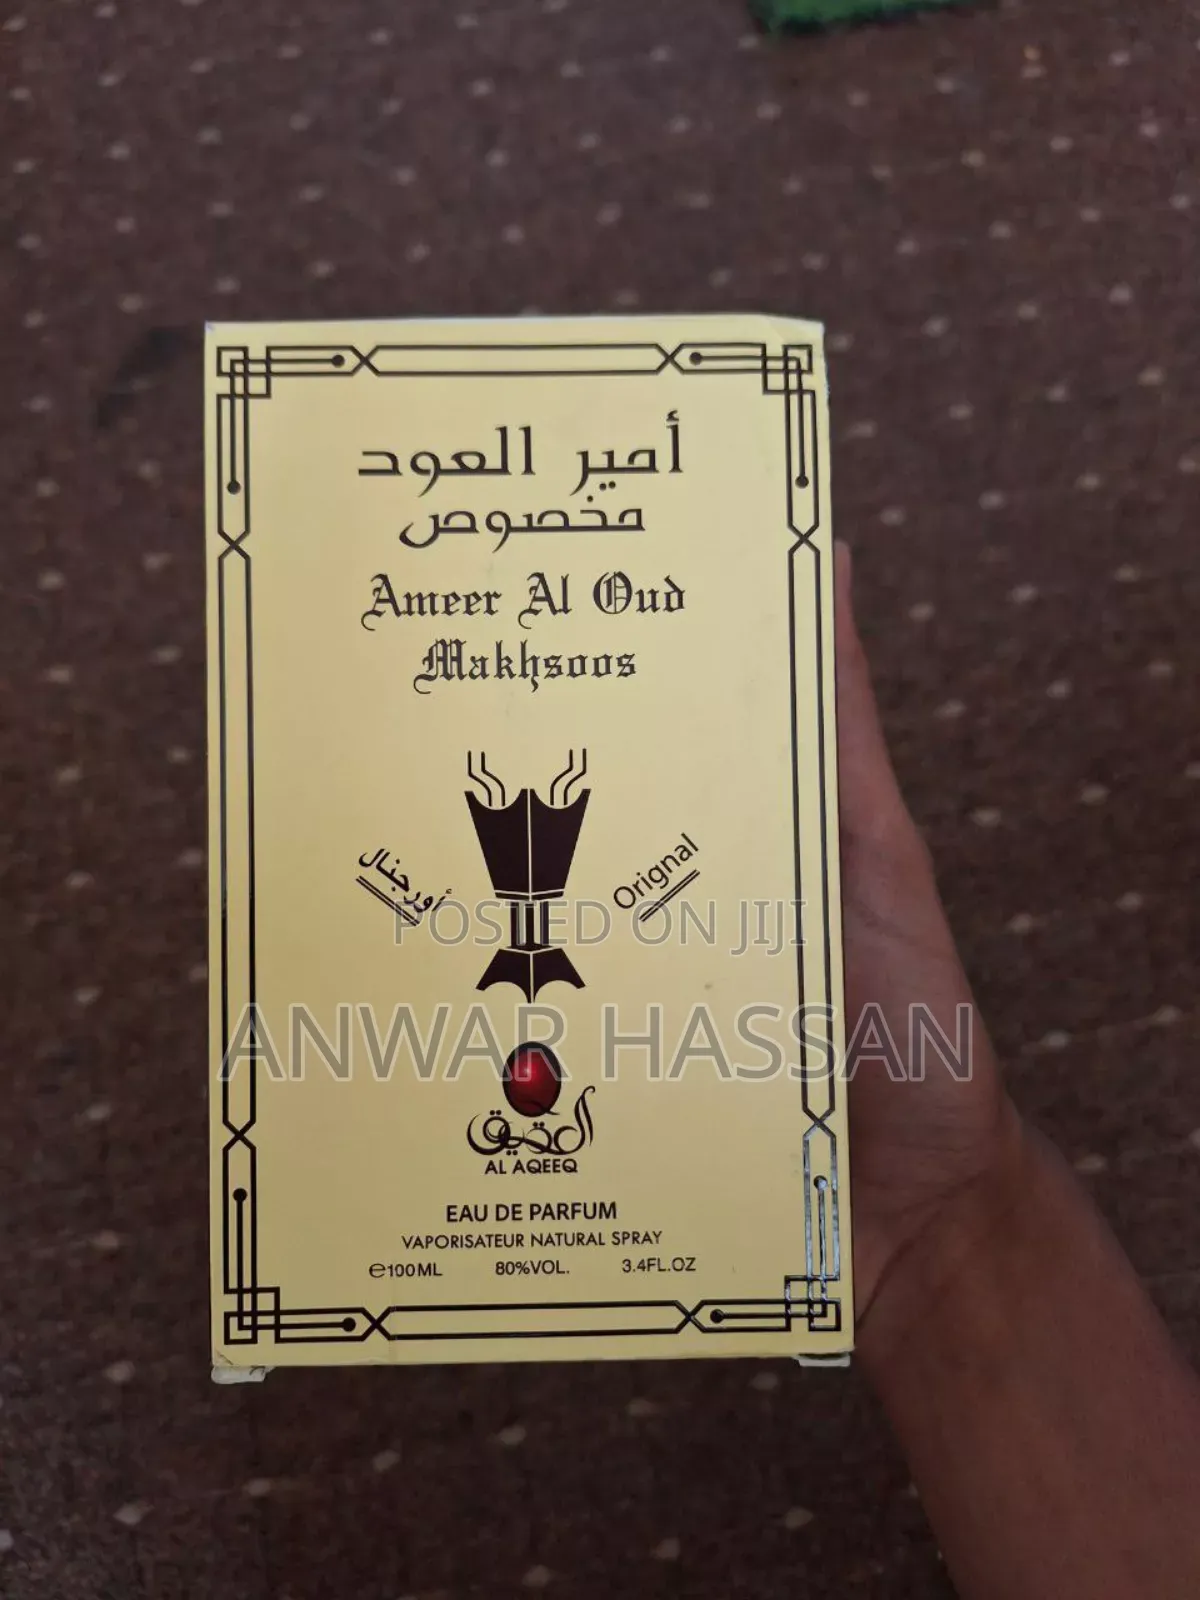 أمير العود
مخصوص
Ameer Al Oud
Makhsoos
أورجنال
Orignal
POSTED ON JIJI
ANWAR HASSAN
العقيق
AL AQEEQ
EAU DE PARFUM
VAPORISATEUR NATURAL SPRAY
℮100ML 80%VOL. 3.4FL.OZ